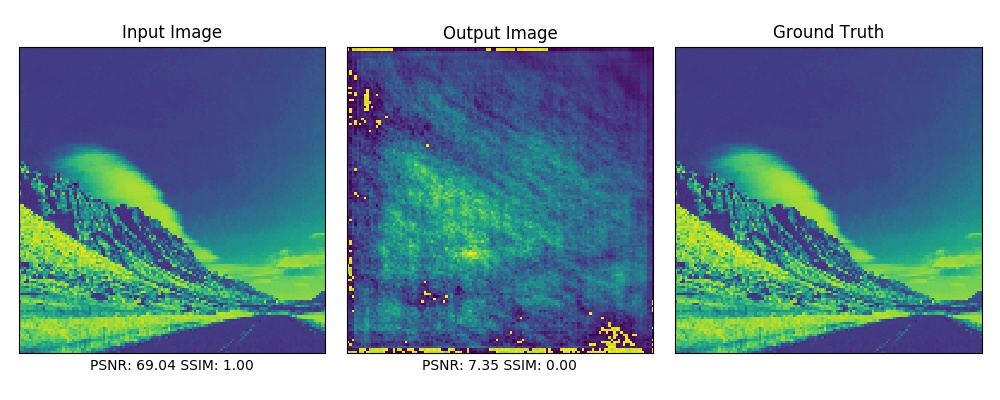 Input Image
Output Image
Ground Truth
PSNR: 69.04 SSIM: 1.00
PSNR: 7.35 SSIM: 0.00